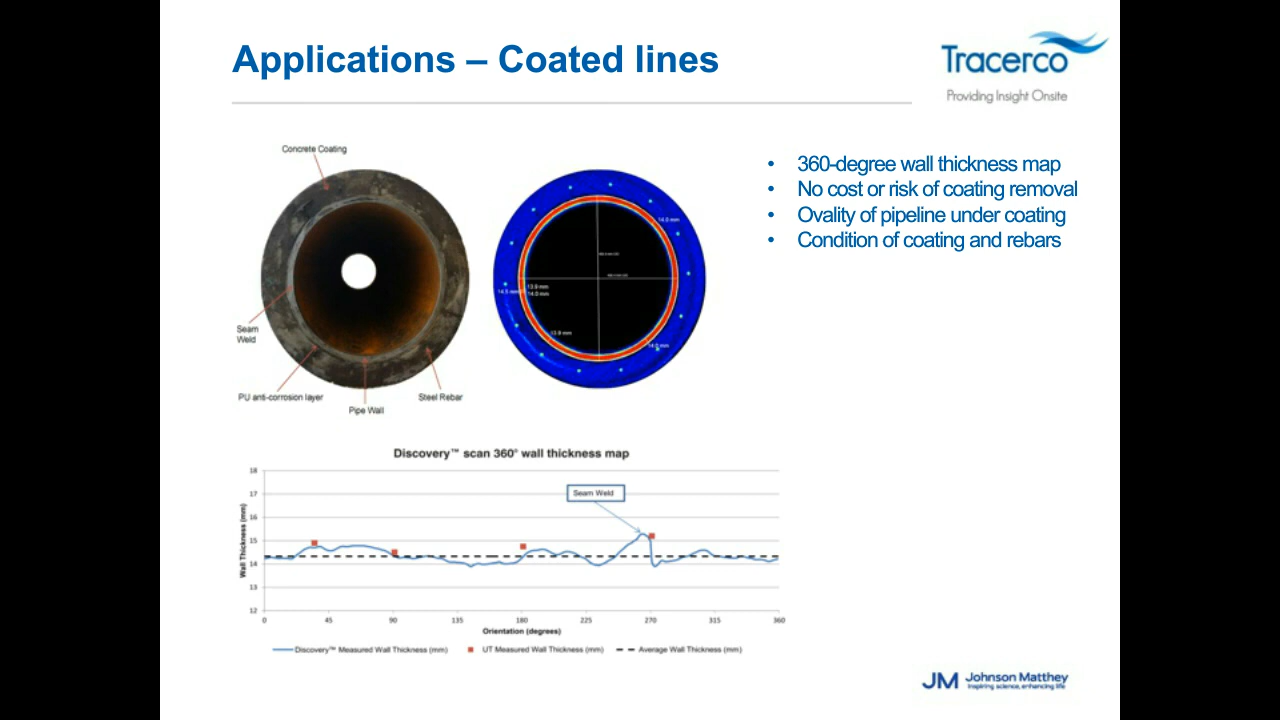 Applications – Coated lines
Tracerco
Providing Insight Onsite
Concrete Coating
Seam
Weld
PU anti-corrosion layer
Pipe Wall
Steel Rebar
14.0 mm
14.5 mm
13.9 mm
14.0 mm
13.9 mm
14.0 mm
• 360-degree wall thickness map
• No cost or risk of coating removal
• Ovality of pipeline under coating
• Condition of coating and rebars
Discovery™ scan 360° wall thickness map
Wall Thickness (mm)
18
17
16
15
14
13
12
Seam Weld
0 45 90 135 180 225 270 315 360
Orientation (degrees)
Discovery™ Measured Wall Thickness (mm) UT Measured Wall Thickness (mm) Average Wall Thickness (mm)
JM Johnson Matthey
Inspiring science, enhancing life